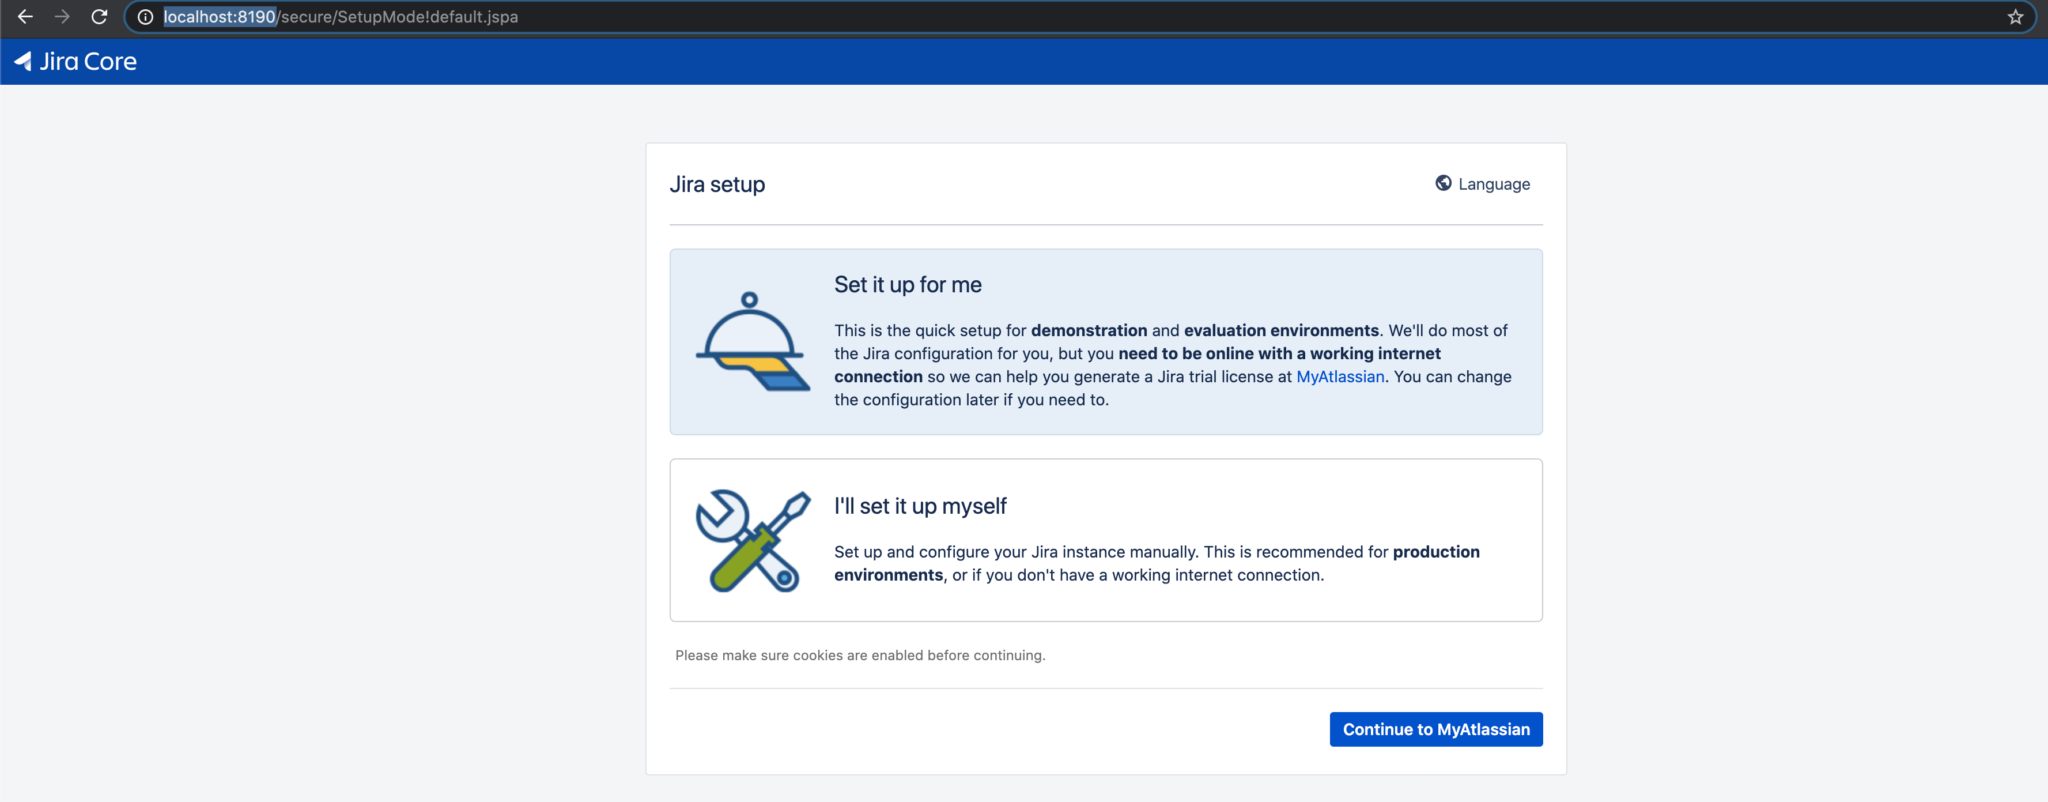 localhost:8190/secure/SetupMode!default.jspa
Jira Core
Jira setup
Language
Set it up for me
This is the quick setup for demonstration and evaluation environments. We'll do most of
the Jira configuration for you, but you need to be online with a working internet
connection so we can help you generate a Jira trial license at MyAtlassian. You can change
the configuration later if you need to.
I'll set it up myself
Set up and configure your Jira instance manually. This is recommended for production
environments, or if you don't have a working internet connection.
Please make sure cookies are enabled before continuing.
Continue to MyAtlassian